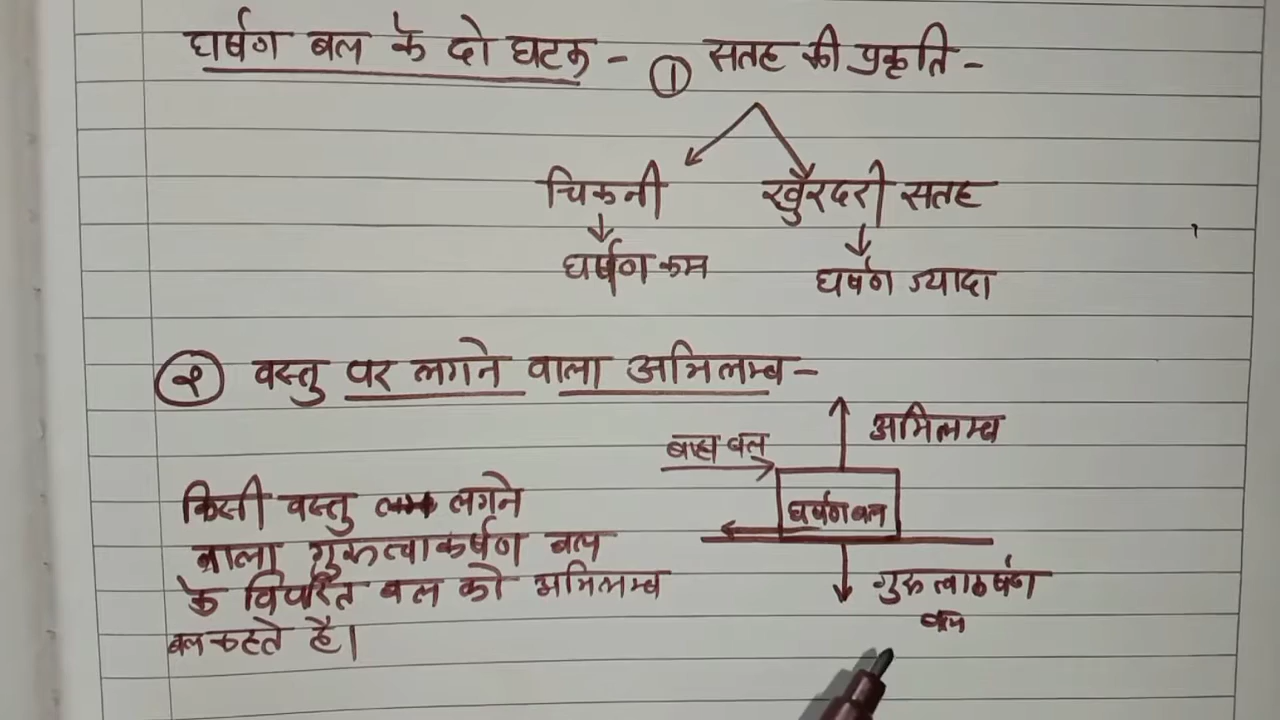 घर्षण बल के दो घटक - ① सतह की प्रकृति -
चिकनी खुरदरी सतह
घर्षण कम घर्षण ज्यादा
② वस्तु पर लगने वाला अभिलम्ब -
अभिलम्ब
बाह्य बल
घर्षण बल
किसी वस्तु लगने
वाला गुरुत्वाकर्षण बल
के विपरित बल को अभिलम्ब
बल कहते है।
गुरुत्वाकर्षण
बल